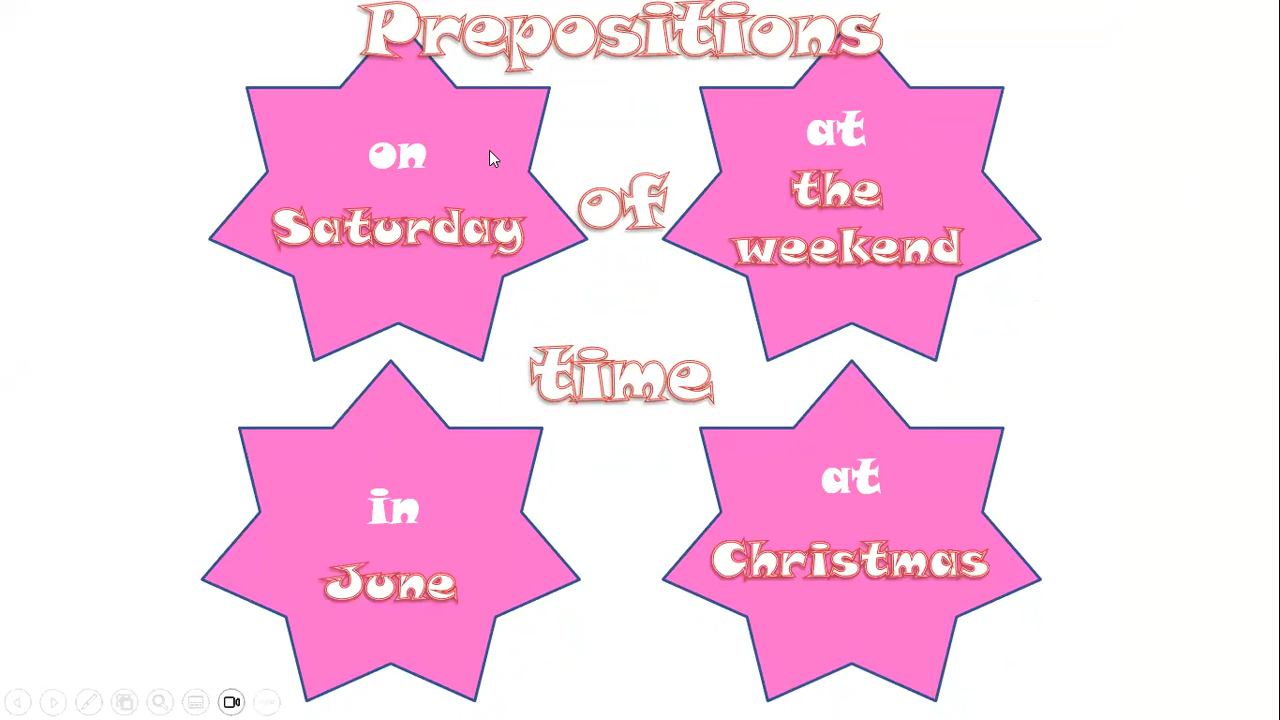 Prepositions
on
Saturday
of
at
the
weekend
time
in
June
at
Christmas